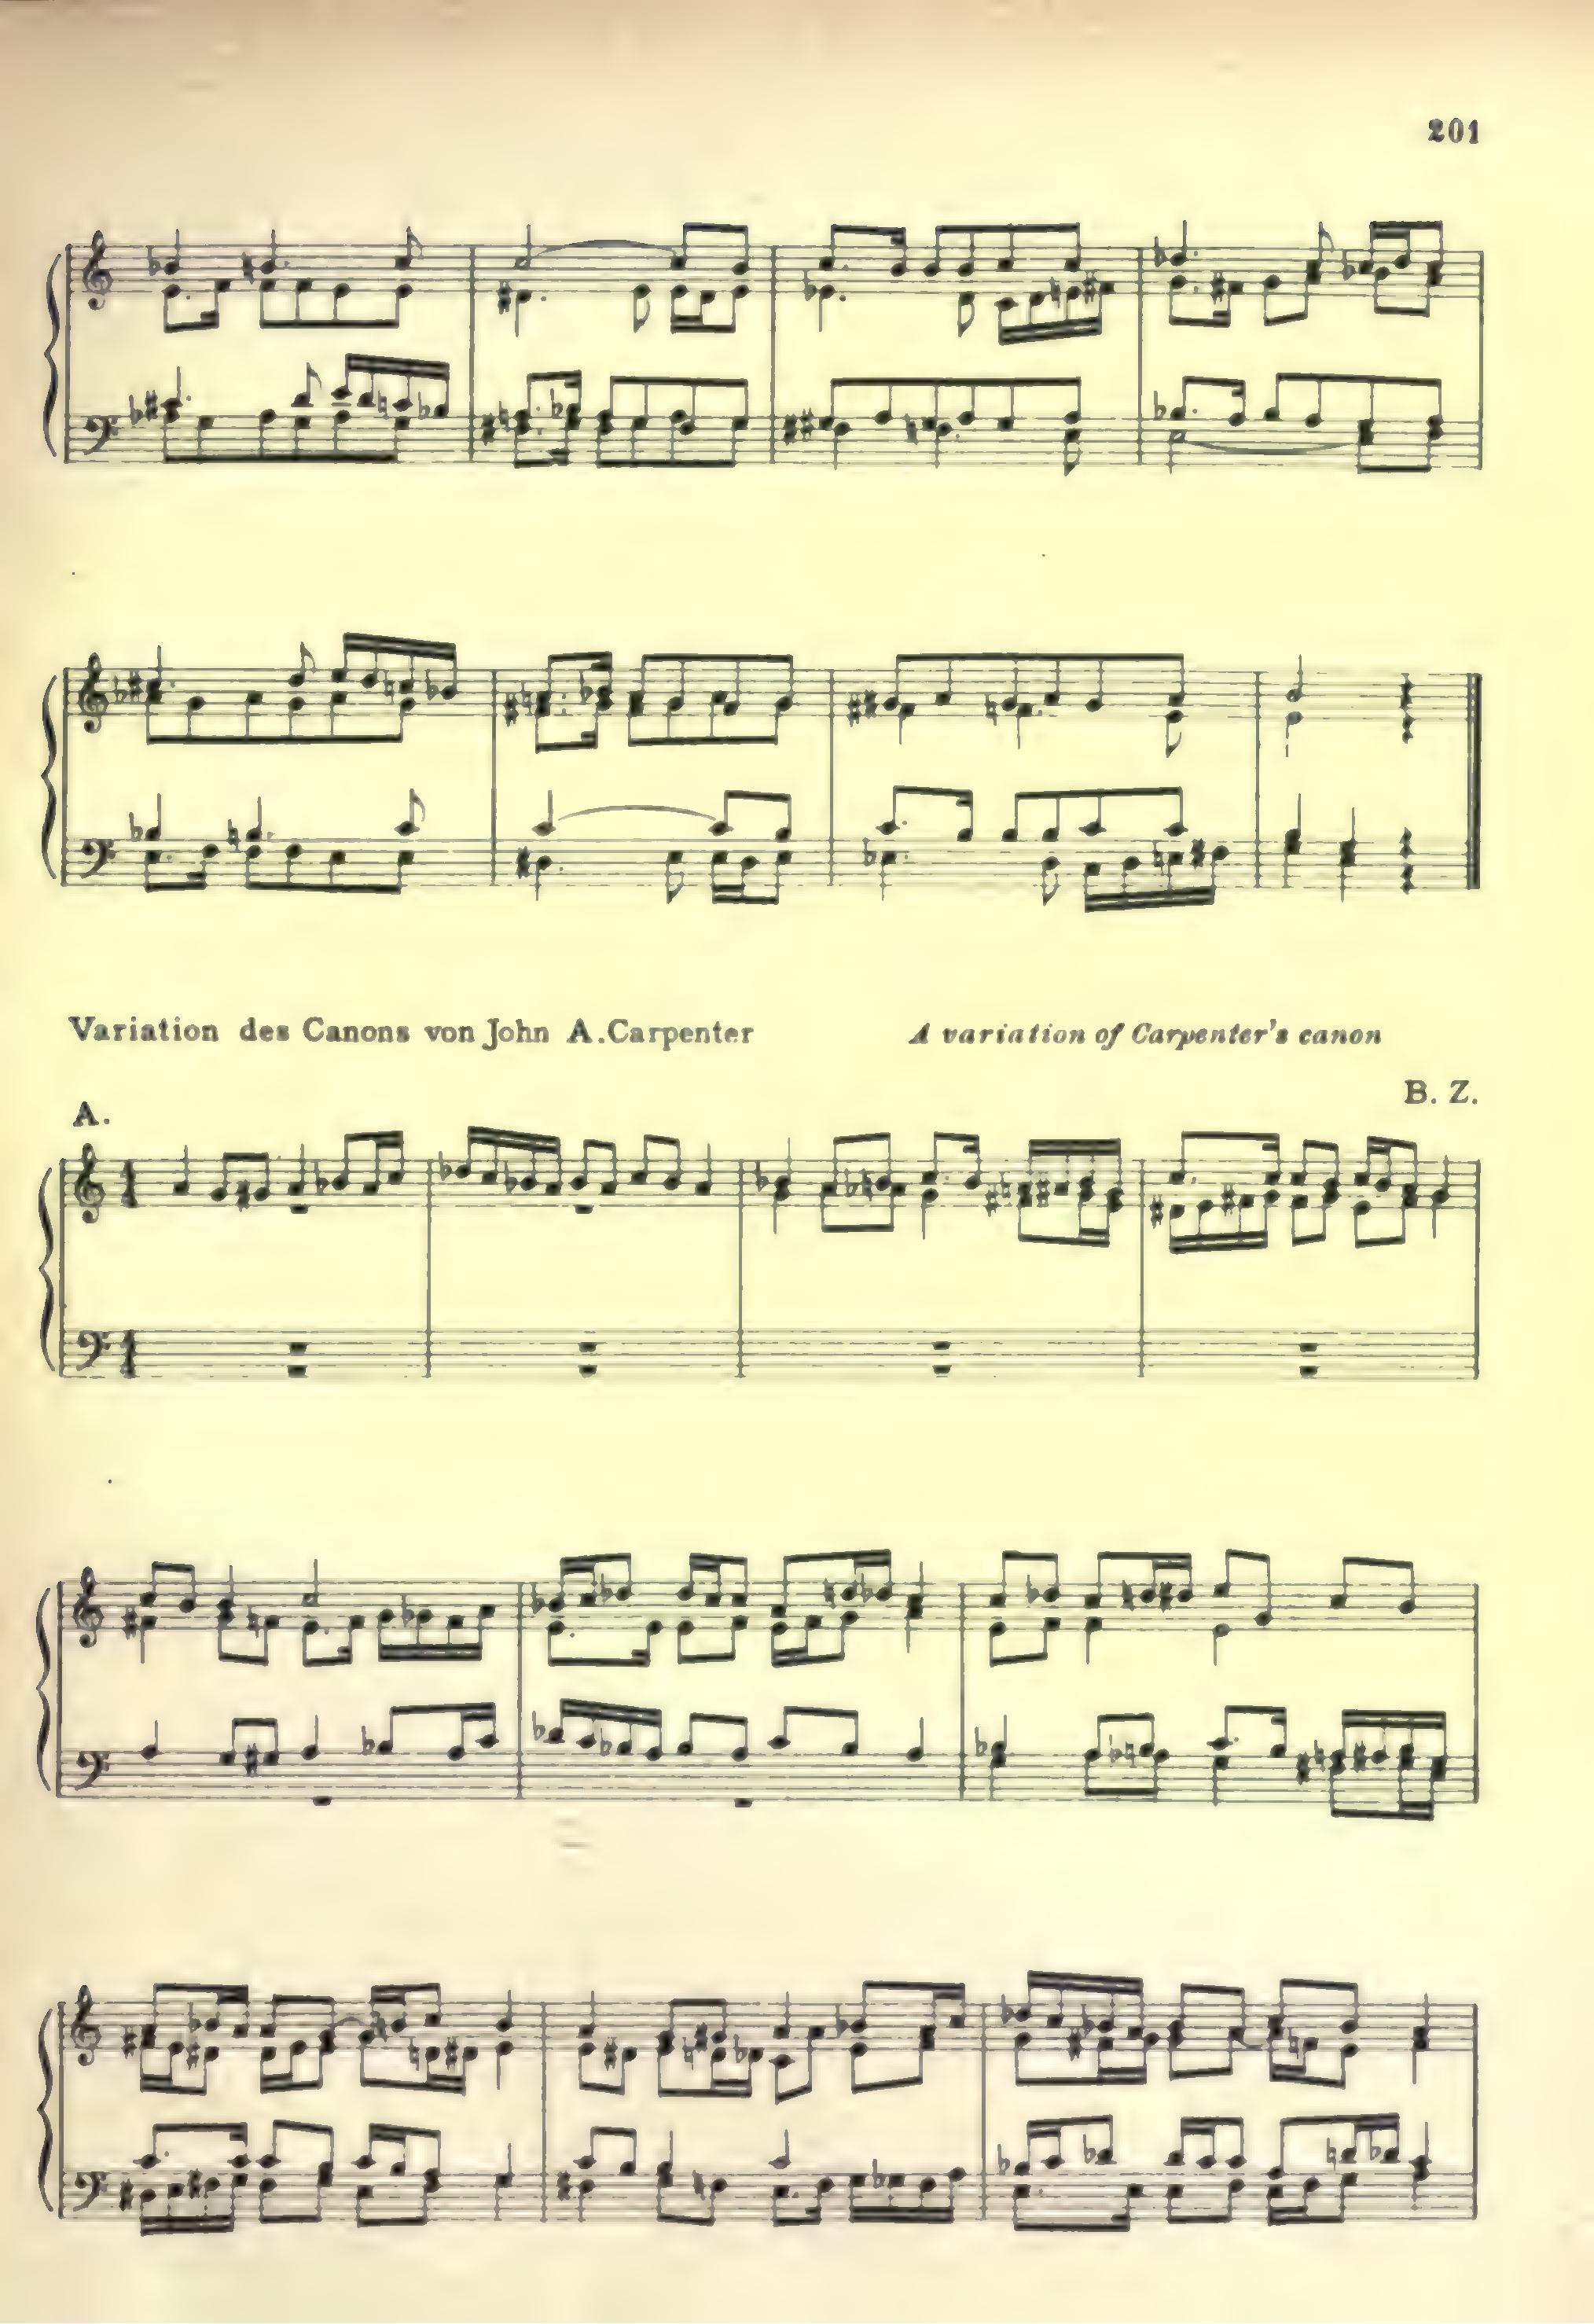 201
Variation des Canons von John A. Carpenter
A variation of Carpenter's canon
B. Z.
A.